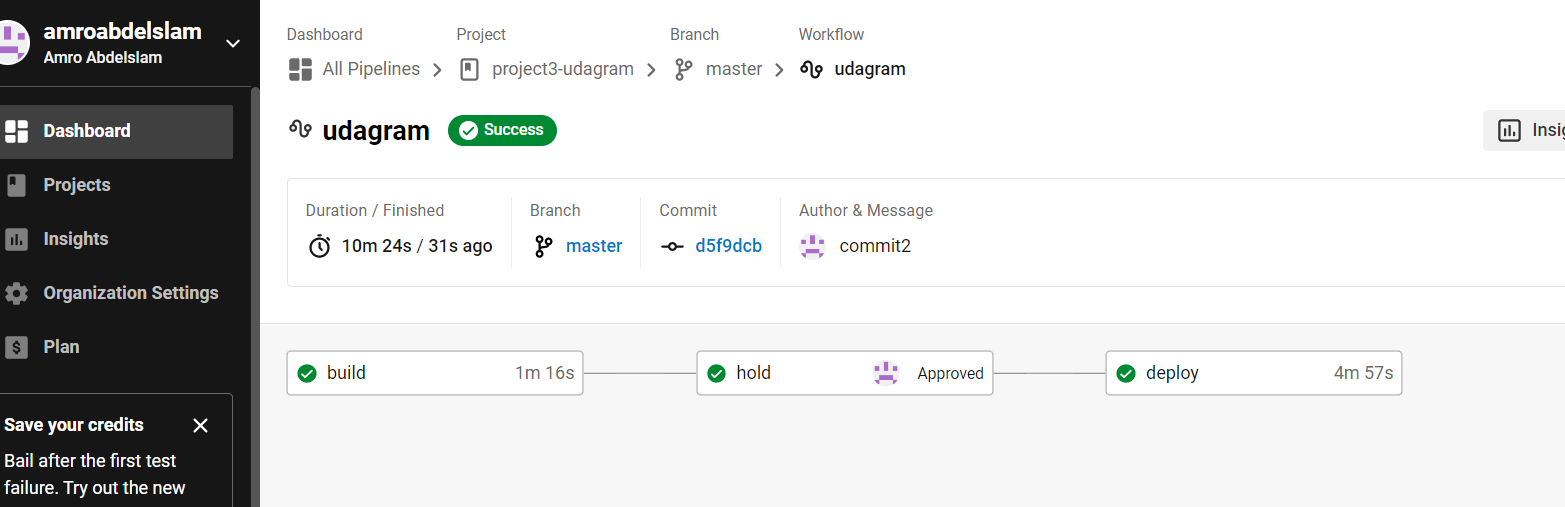 amroabdelslam
Amro Abdelslam
Dashboard
Projects
Insights
Organization Settings
Plan
Save your credits
Bail after the first test
failure. Try out the new
Dashboard Project Branch Workflow
All Pipelines project3-udagram master udagram
udagram Success
Duration / Finished Branch Commit Author & Message
10m 24s / 31s ago master d5f9dcb commit2
build 1m 16s hold Approved deploy 4m 57s